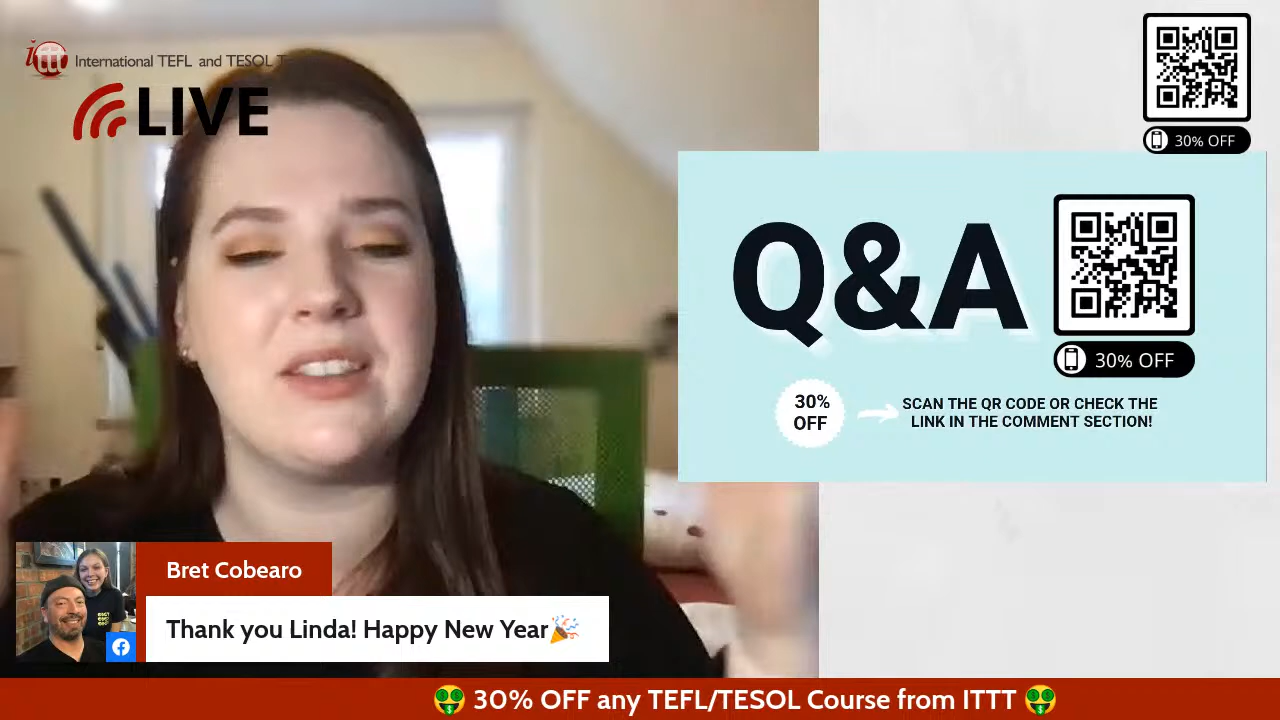 ittt International TEFL and TESOL T
LIVE
30% OFF
Q&A
30% OFF
30%
OFF
SCAN THE QR CODE OR CHECK THE
LINK IN THE COMMENT SECTION!
Bret Cobearo
Thank you Linda! Happy New Year🎉
🤑 30% OFF any TEFL/TESOL Course from ITTT 🤑